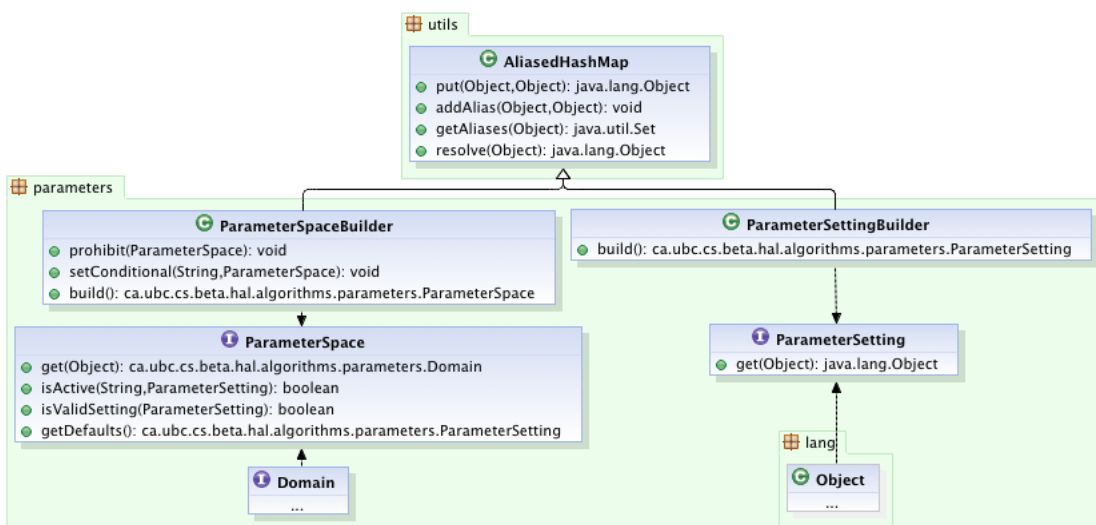 utils
AliasedHashMap
put(Object,Object): java.lang.Object
addAlias(Object,Object): void
getAliases(Object): java.util.Set
resolve(Object): java.lang.Object
parameters
ParameterSpaceBuilder
prohibit(ParameterSpace): void
setConditional(String,ParameterSpace): void
build(): ca.ubc.cs.beta.hal.algorithms.parameters.ParameterSpace
ParameterSettingBuilder
build(): ca.ubc.cs.beta.hal.algorithms.parameters.ParameterSetting
ParameterSpace
get(Object): ca.ubc.cs.beta.hal.algorithms.parameters.Domain
isActive(String,ParameterSetting): boolean
isValidSetting(ParameterSetting): boolean
getDefaults(): ca.ubc.cs.beta.hal.algorithms.parameters.ParameterSetting
ParameterSetting
get(Object): java.lang.Object
Domain
...
lang
Object
...